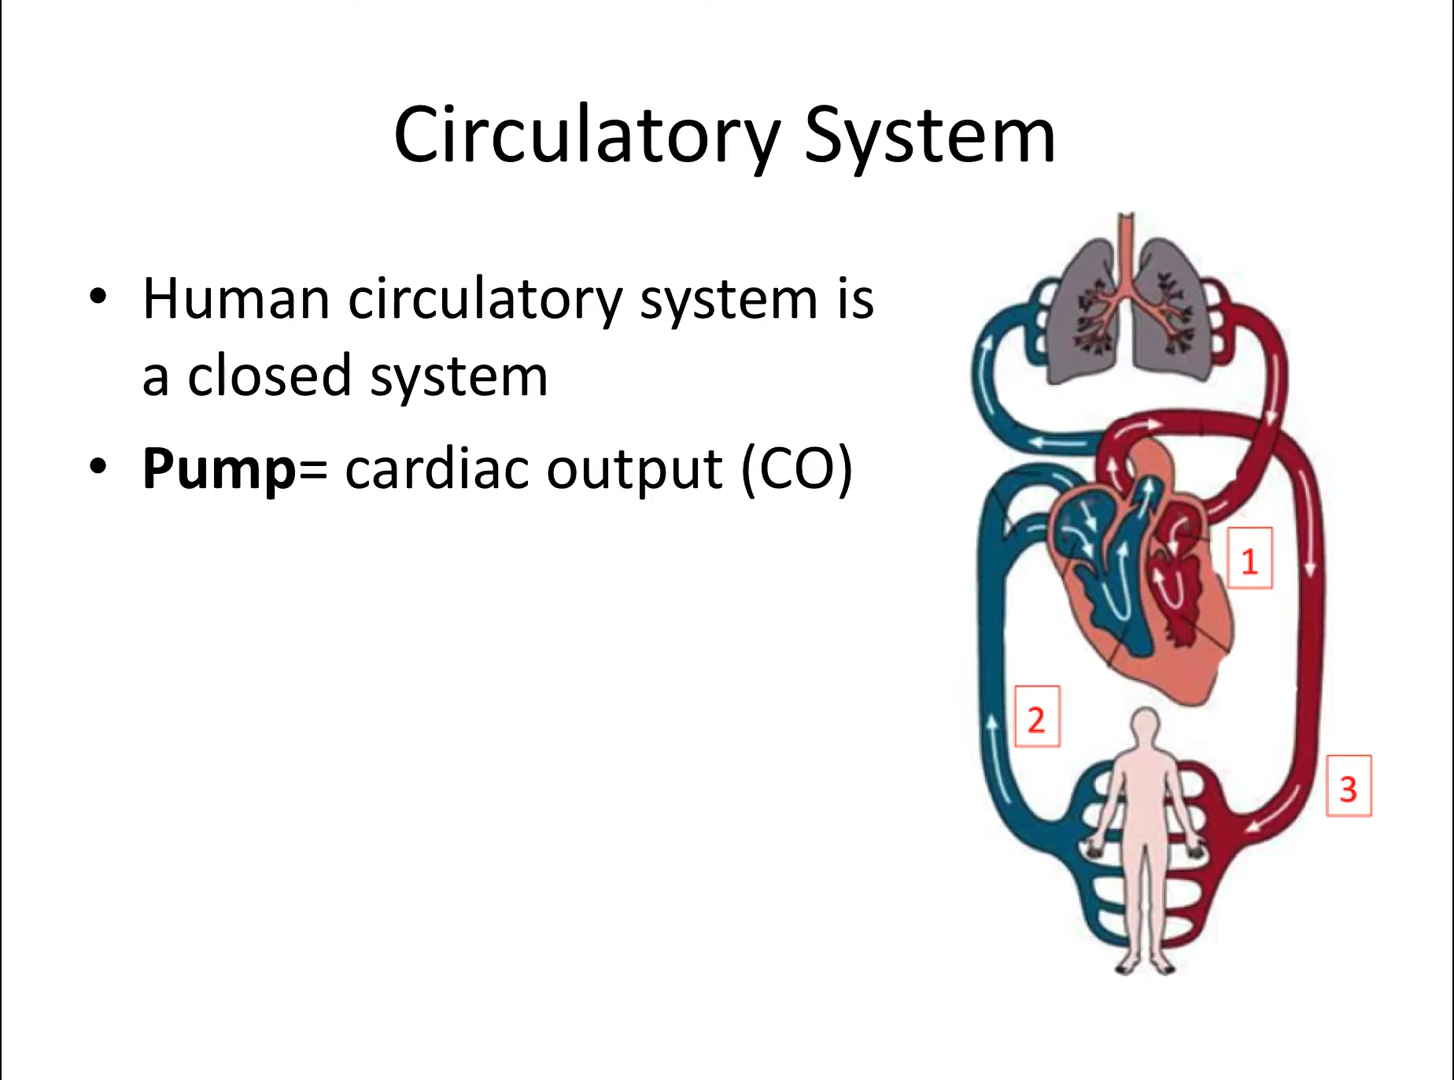 Circulatory System
• Human circulatory system is
a closed system
• Pump= cardiac output (CO)
1
2
3